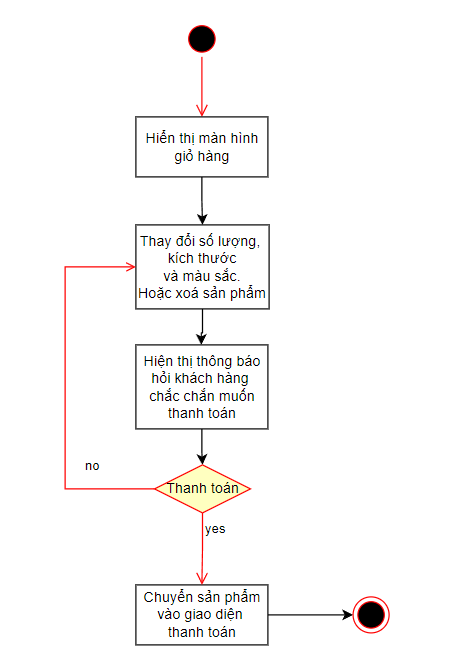 Hiển thị màn hình
giỏ hàng
Thay đổi số lượng,
kích thước
và màu sắc.
Hoặc xoá sản phẩm
Hiện thị thông báo
hỏi khách hàng
chắc chắn muốn
thanh toán
Thanh toán
no
yes
Chuyển sản phẩm
vào giao diện
thanh toán